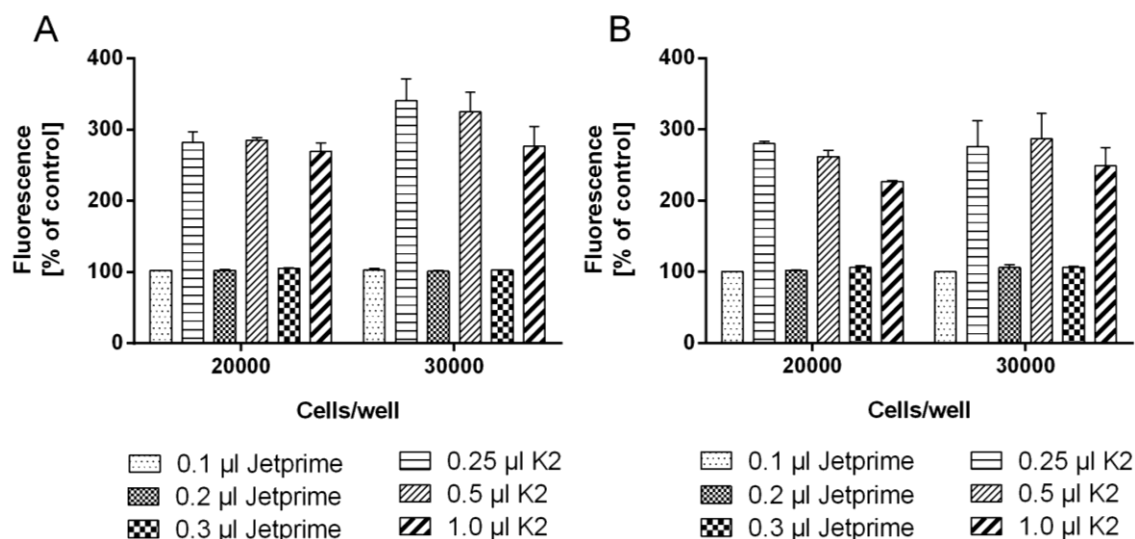 A
Fluorescence
[% of control]
400
300
200
100
0
20000
30000
Cells/well
0.1 µl Jetprime
0.2 µl Jetprime
0.3 µl Jetprime
0.25 µl K2
0.5 µl K2
1.0 µl K2
B
Fluorescence
[% of control]
400
300
200
100
0
20000
30000
Cells/well
0.1 µl Jetprime
0.2 µl Jetprime
0.3 µl Jetprime
0.25 µl K2
0.5 µl K2
1.0 µl K2